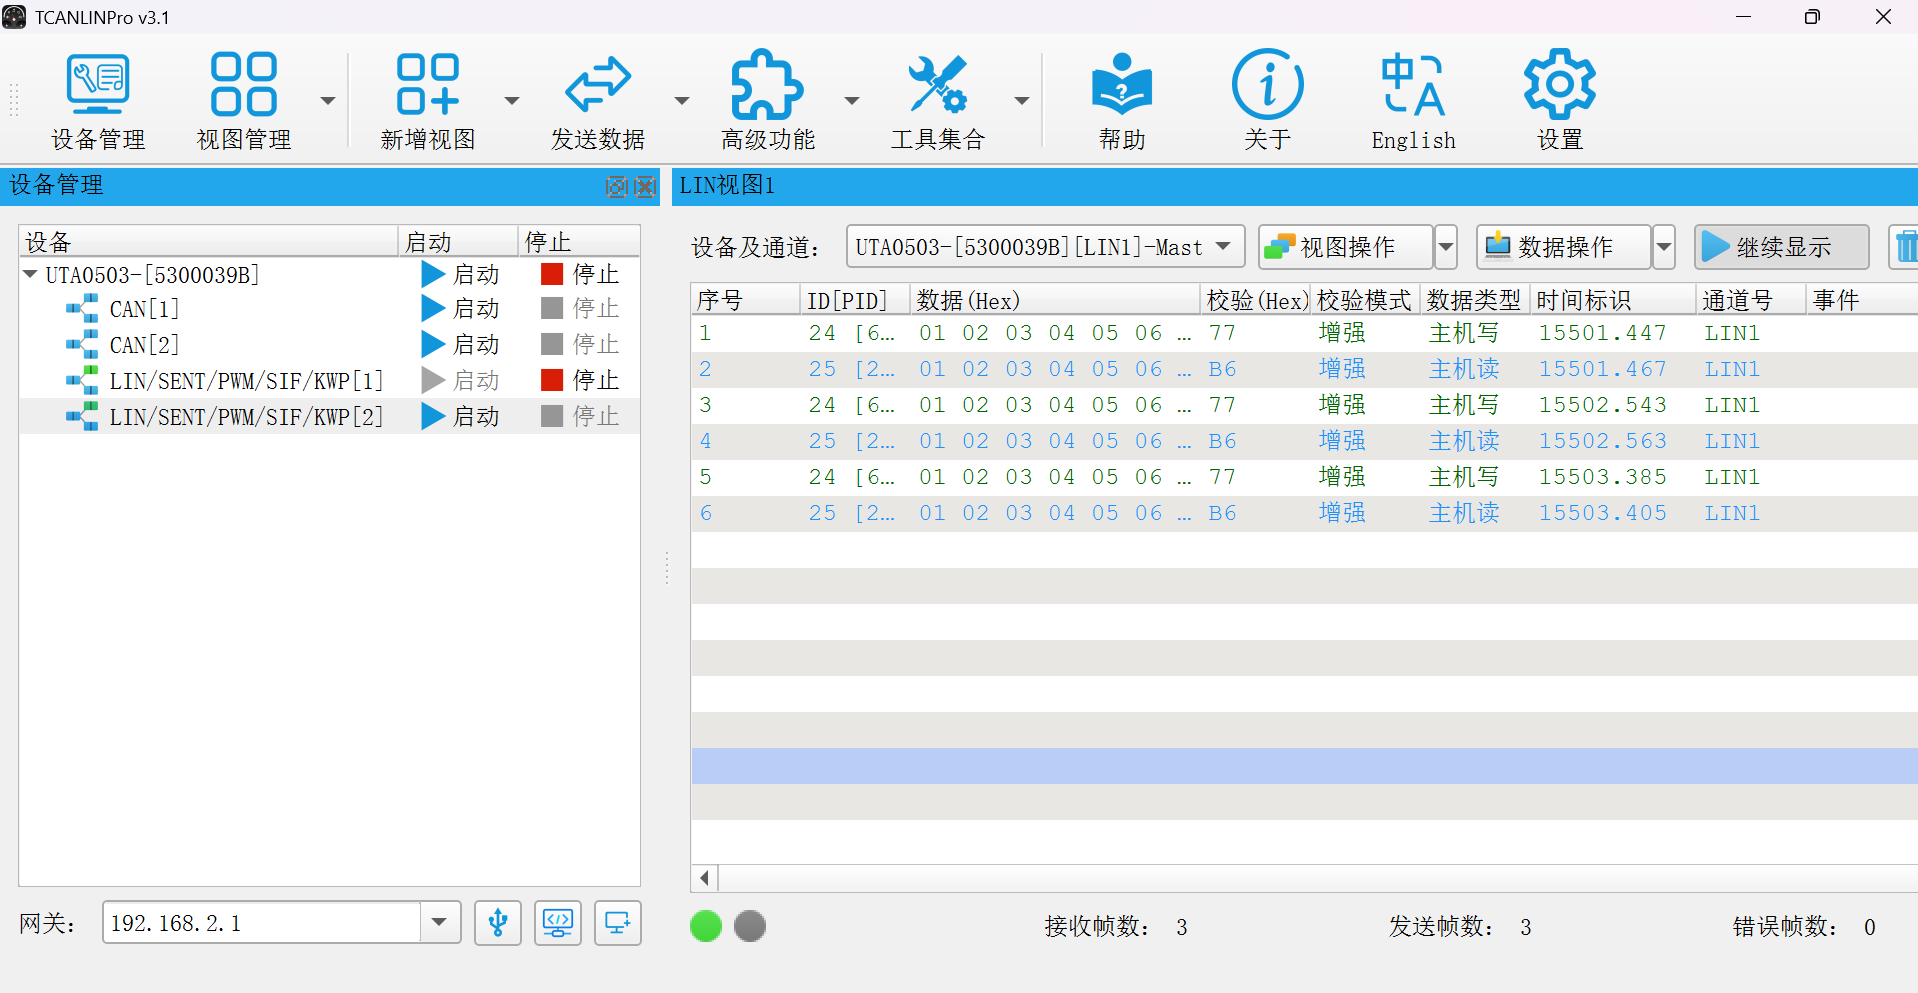 TCANLINPro v3.1
设备管理 视图管理 新增视图 发送数据 高级功能 工具集合 帮助 关于 English 设置
设备管理
设备 启动 停止
UTA0503-[5300039B] 启动 停止
CAN[1] 启动 停止
CAN[2] 启动 停止
LIN/SENT/PWM/SIF/KWP[1] 启动 停止
LIN/SENT/PWM/SIF/KWP[2] 启动 停止
网关: 192.168.2.1
LIN视图1
设备及通道: UTA0503-[5300039B][LIN1]-Mast 视图操作 数据操作 继续显示
序号 ID[PID] 数据(Hex) 校验(Hex) 校验模式 数据类型 时间标识 通道号 事件
1 24 [6… 01 02 03 04 05 06 … 77 增强 主机写 15501.447 LIN1
2 25 [2… 01 02 03 04 05 06 … B6 增强 主机读 15501.467 LIN1
3 24 [6… 01 02 03 04 05 06 … 77 增强 主机写 15502.543 LIN1
4 25 [2… 01 02 03 04 05 06 … B6 增强 主机读 15502.563 LIN1
5 24 [6… 01 02 03 04 05 06 … 77 增强 主机写 15503.385 LIN1
6 25 [2… 01 02 03 04 05 06 … B6 增强 主机读 15503.405 LIN1
接收帧数: 3 发送帧数: 3 错误帧数: 0